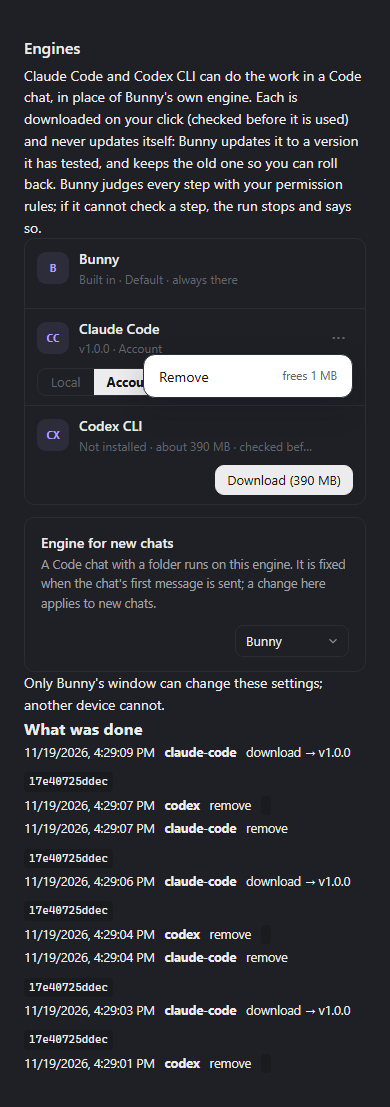 Engines
Claude Code and Codex CLI can do the work in a Code
chat, in place of Bunny's own engine. Each is
downloaded on your click (checked before it is used)
and never updates itself: Bunny updates it to a version
it has tested, and keeps the old one so you can roll
back. Bunny judges every step with your permission
rules; if it cannot check a step, the run stops and says
so.
B
Bunny
Built in · Default · always there
CC
Claude Code
v1.0.0 · Account
...
Local
Remove
frees 1 MB
CX
Codex CLI
Not installed · about 390 MB · checked bef...
Download (390 MB)
Engine for new chats
A Code chat with a folder runs on this engine. It is fixed
when the chat's first message is sent; a change here
applies to new chats.
Bunny
Only Bunny's window can change these settings;
another device cannot.
What was done
11/19/2026, 4:29:09 PM claude-code download → v1.0.0
17e40725ddec
11/19/2026, 4:29:07 PM codex remove
11/19/2026, 4:29:07 PM claude-code remove
17e40725ddec
11/19/2026, 4:29:06 PM claude-code download → v1.0.0
17e40725ddec
11/19/2026, 4:29:04 PM codex remove
11/19/2026, 4:29:04 PM claude-code remove
17e40725ddec
11/19/2026, 4:29:03 PM claude-code download → v1.0.0
17e40725ddec
11/19/2026, 4:29:01 PM codex remove